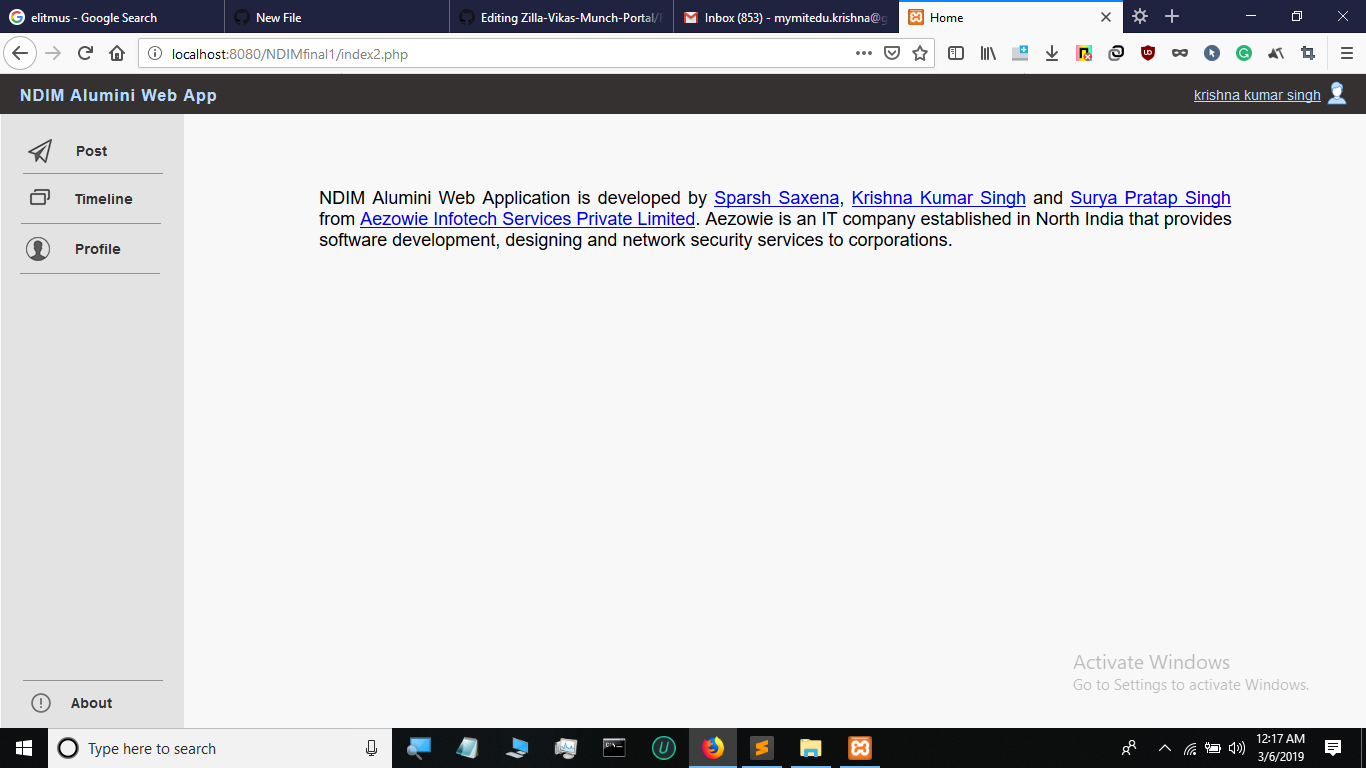 elitmus - Google Search
New File
Editing Zilla-Vikas-Munch-Portal/
Inbox (853) - mymitedu.krishna@g
Home
localhost:8080/NDIMfinal1/index2.php
NDIM Alumini Web App
krishna kumar singh
Post
Timeline
Profile
NDIM Alumini Web Application is developed by Sparsh Saxena, Krishna Kumar Singh and Surya Pratap Singh
from Aezowie Infotech Services Private Limited. Aezowie is an IT company established in North India that provides
software development, designing and network security services to corporations.
Activate Windows
Go to Settings to activate Windows.
About
Type here to search
12:17 AM
3/6/2019